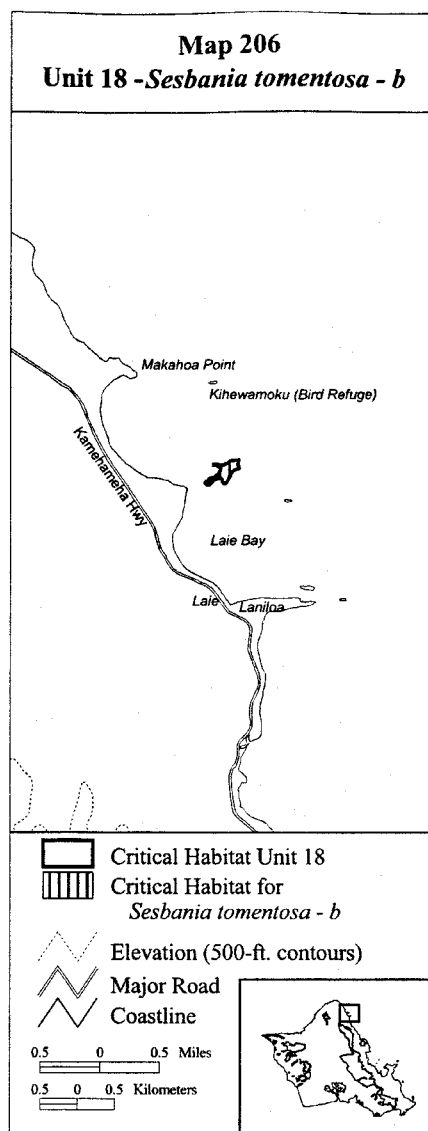 Map 206
Unit 18 -Sesbania tomentosa - b
Makahoa Point
Kihewamoku (Bird Refuge)
Kamehameha Hwy
Laie Bay
Laie
Laniloa
Critical Habitat Unit 18
Critical Habitat for
Sesbania tomentosa - b
Elevation (500-ft. contours)
Major Road
Coastline
0.5 0 0.5 Miles
0.5 0 0.5 Kilometers